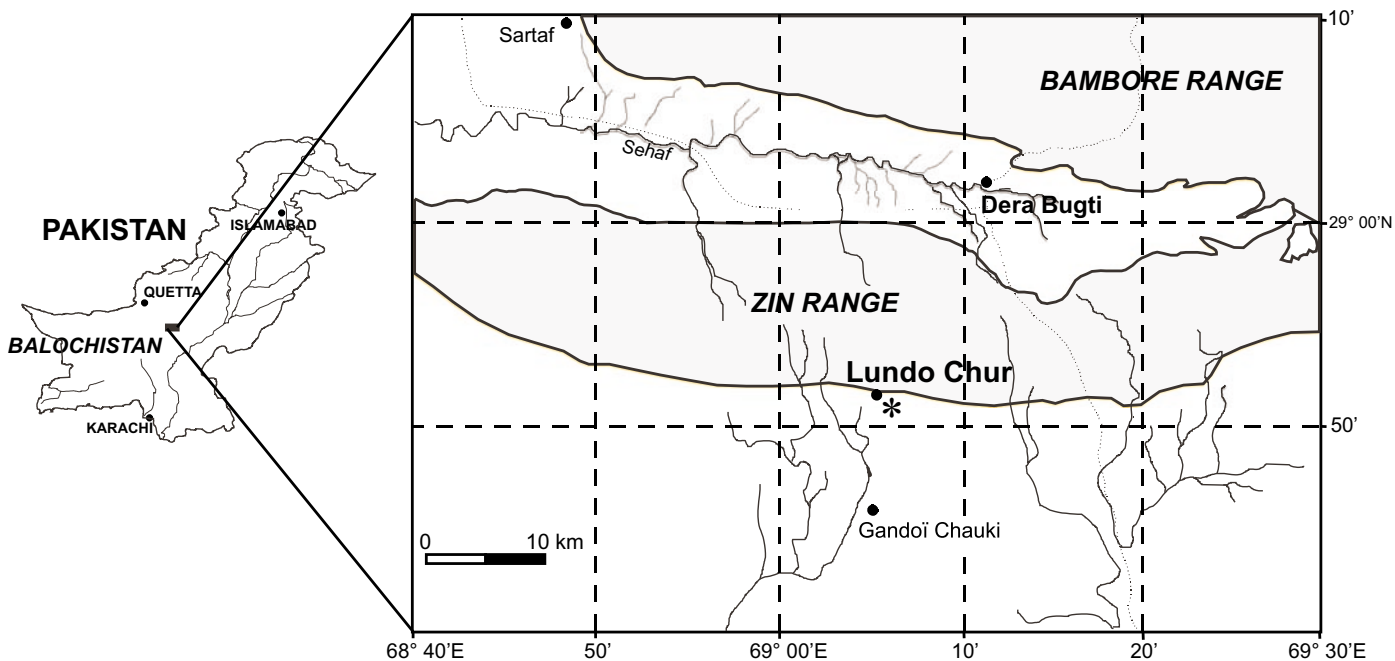 PAKISTAN
ISLAMABAD
QUETTA
BALOCHISTAN
KARACHI
Sartaf
10’
BAMBORE RANGE
Sehaf
Dera Bugti
29° 00’N
ZIN RANGE
Lundo Chur
*
50’
Gandoï Chauki
0 10 km
68° 40’E 50’ 69° 00’E 10’ 20’ 69° 30’E